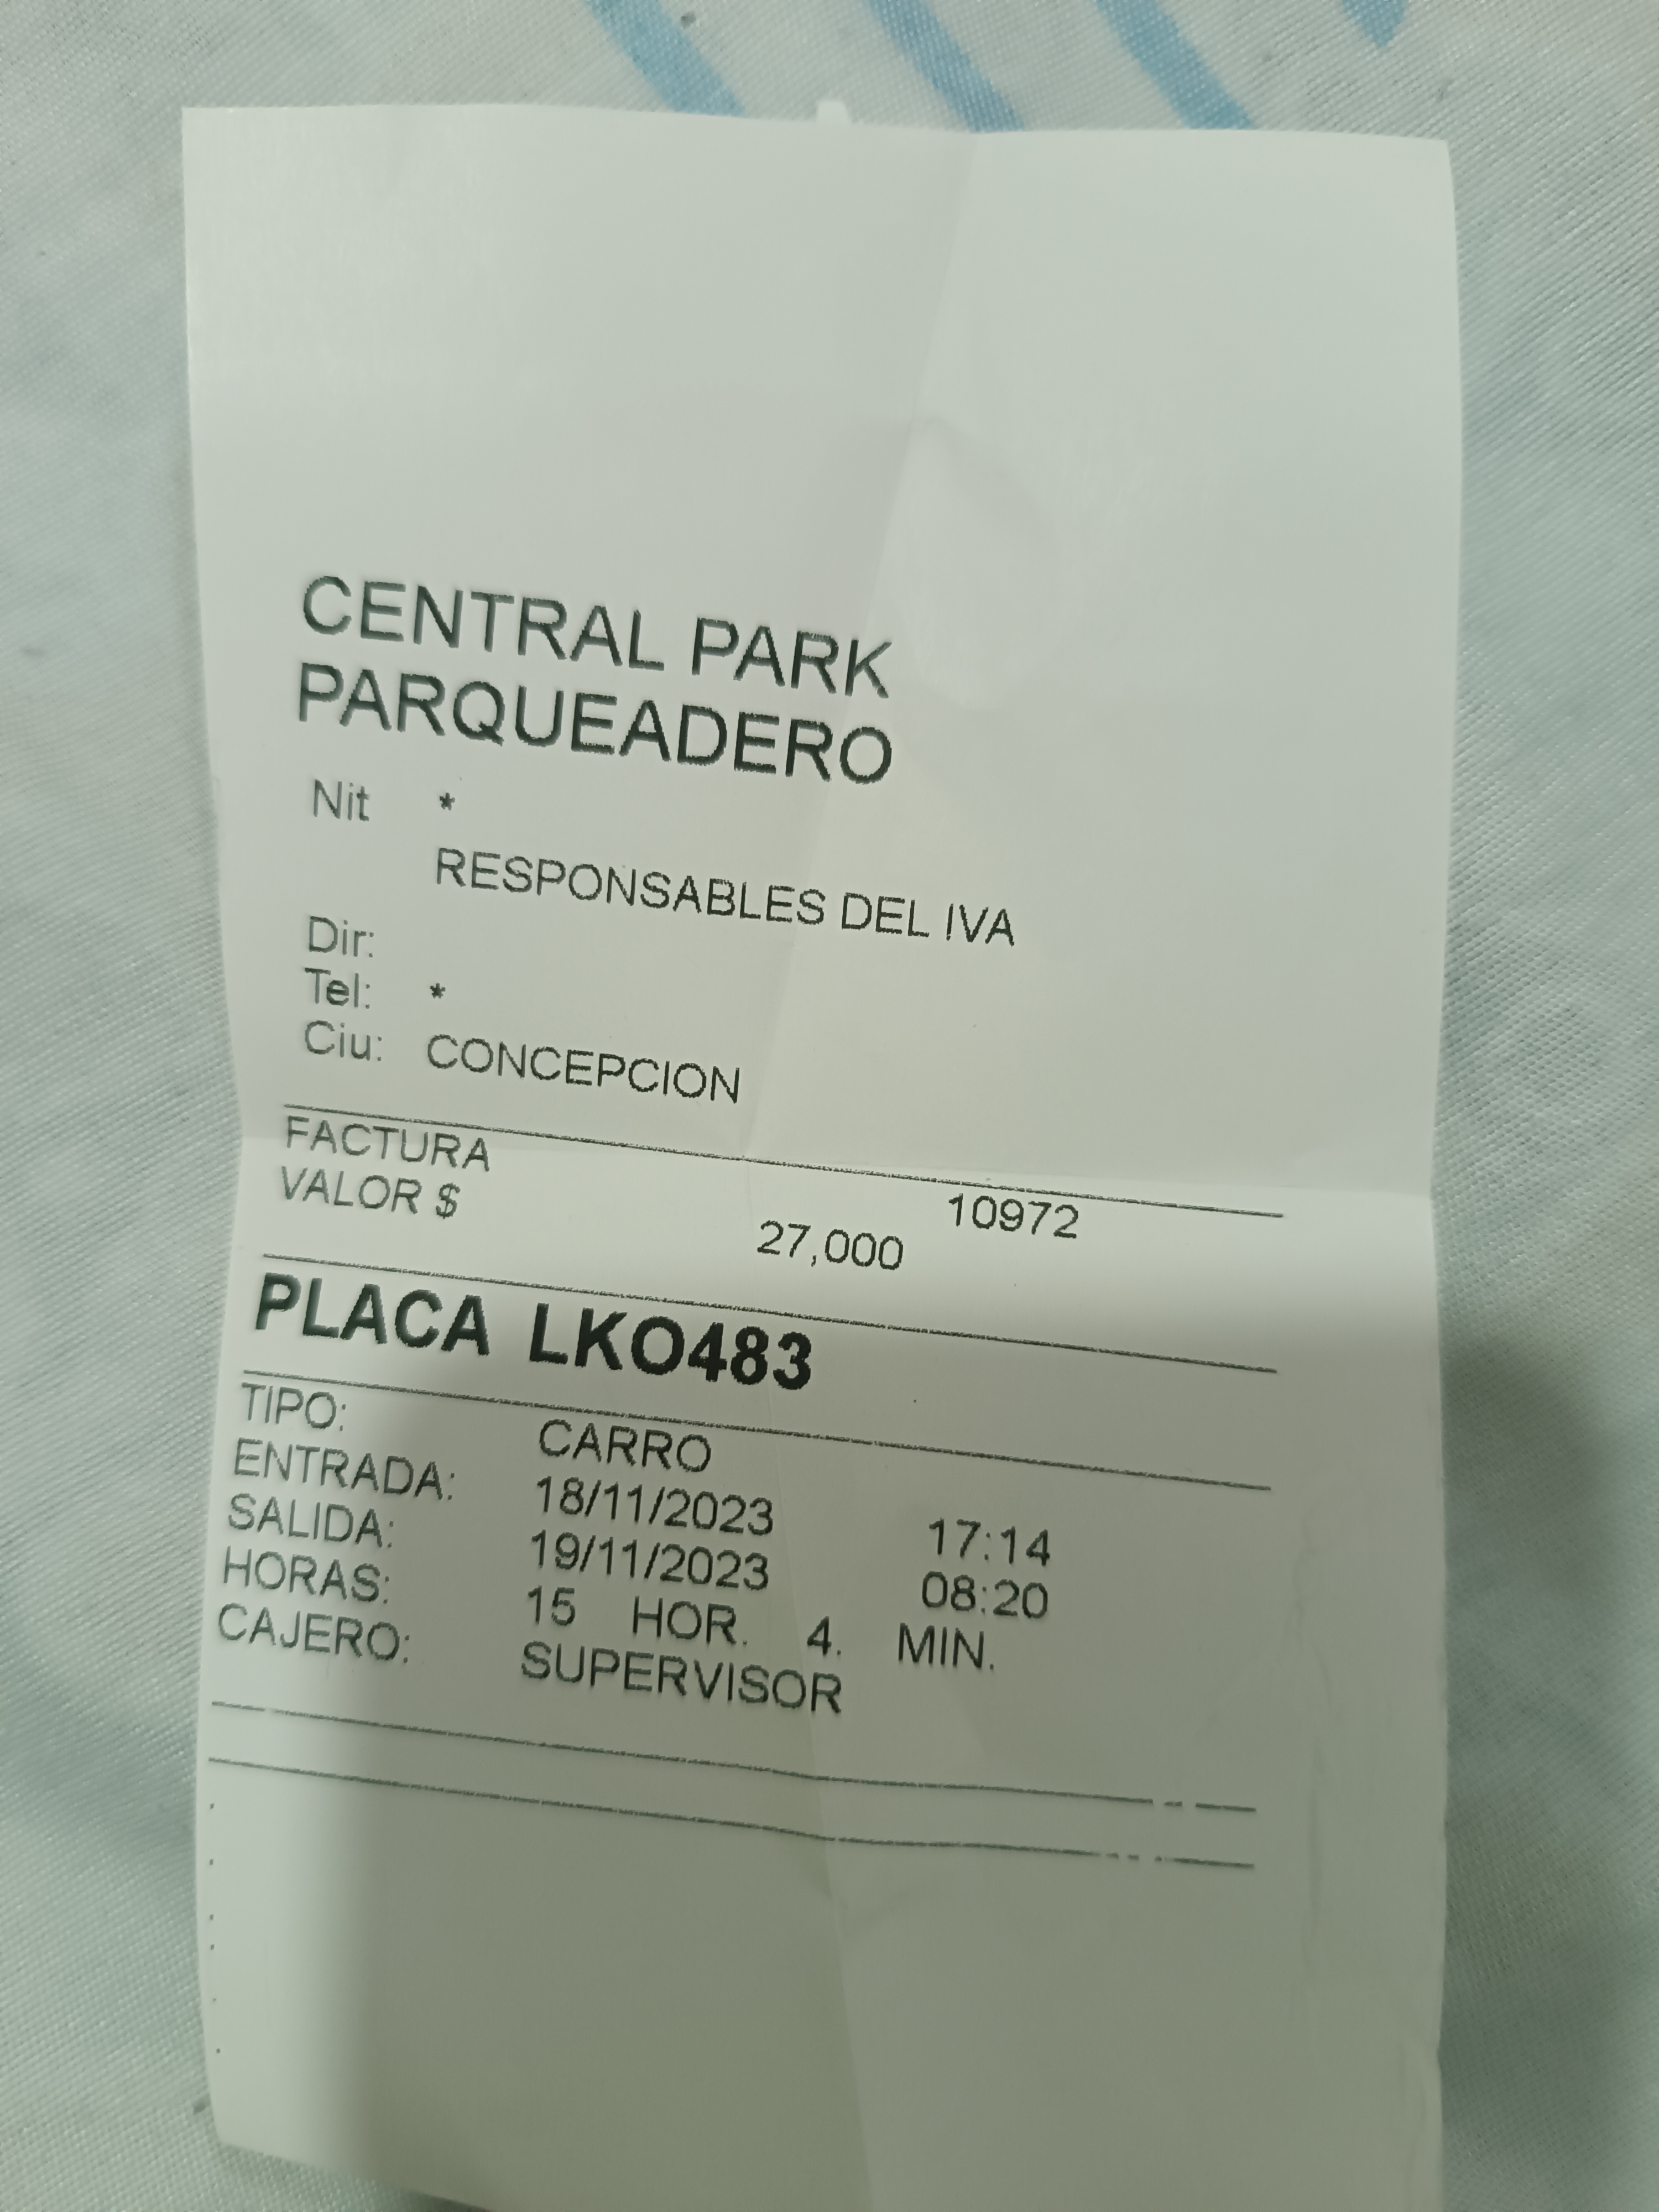 CENTRAL PARK
PARQUEADERO
Nit *
RESPONSABLES DEL IVA
Dir:
Tel: *
Ciu: CONCEPCION
FACTURA 10972
VALOR $ 27,000
PLACA LKO483
TIPO: CARRO
ENTRADA: 18/11/2023 17:14
SALIDA: 19/11/2023 08:20
HORAS: 15 HOR. 4. MIN.
CAJERO: SUPERVISOR